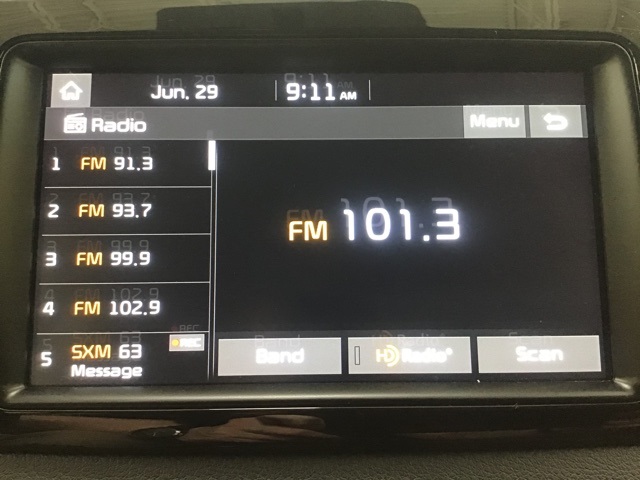 Jun, 29 9:11 AM
Radio Menu
1 FM 91.3
2 FM 93.7
3 FM 99.9
4 FM 102.9
5 SXM 63 REC
Message
FM 101.3
Band HD Radio® Scan